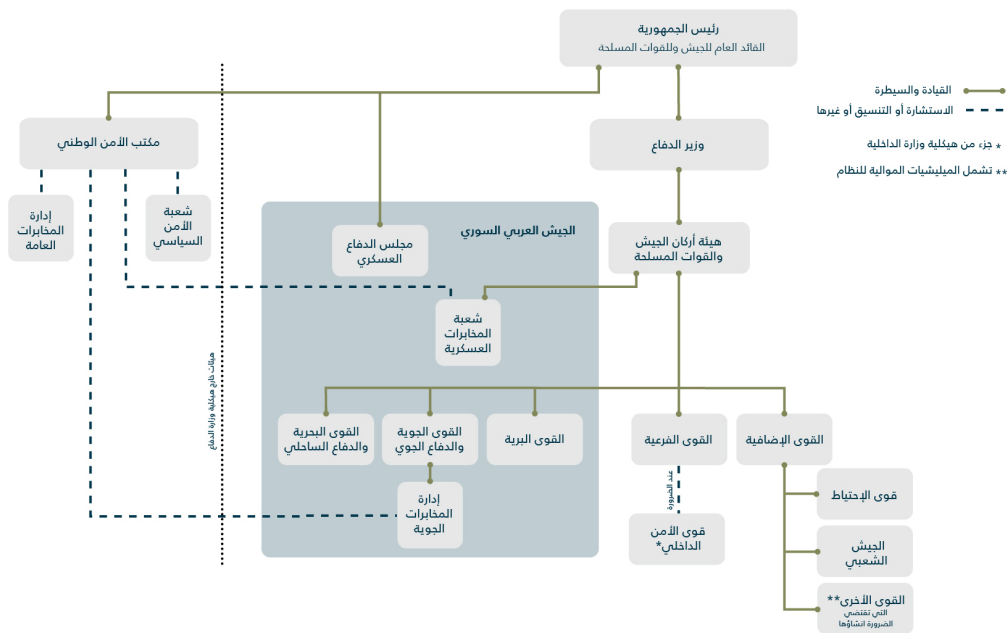 رئيس الجمهورية
القائد العام للجيش وللقوات المسلحة
القيادة والسيطرة
الاستشارة أو التنسيق أو غيرها
* جزء من هيكلية وزارة الداخلية
** تشمل الميليشيات الموالية للنظام
وزير الدفاع
مكتب الأمن الوطني
شعبة
الأمن
السياسي
إدارة
المخابرات
العامة
هيئات خارج هيكلية وزارة الدفاع
الجيش العربي السوري
هيئة أركان الجيش
والقوات المسلحة
مجلس الدفاع
العسكري
شعبة
المخابرات
العسكرية
القوى الإضافية
القوى الفرعية
القوى البرية
القوى الجوية
والدفاع الجوي
القوى البحرية
والدفاع الساحلي
عند الضرورة
إدارة
المخابرات
الجوية
قوى الأمن
الداخلي*
قوى الإحتياط
الجيش
الشعبي
القوى الأخرى**
التي تقتضي
الضرورة انشاؤها